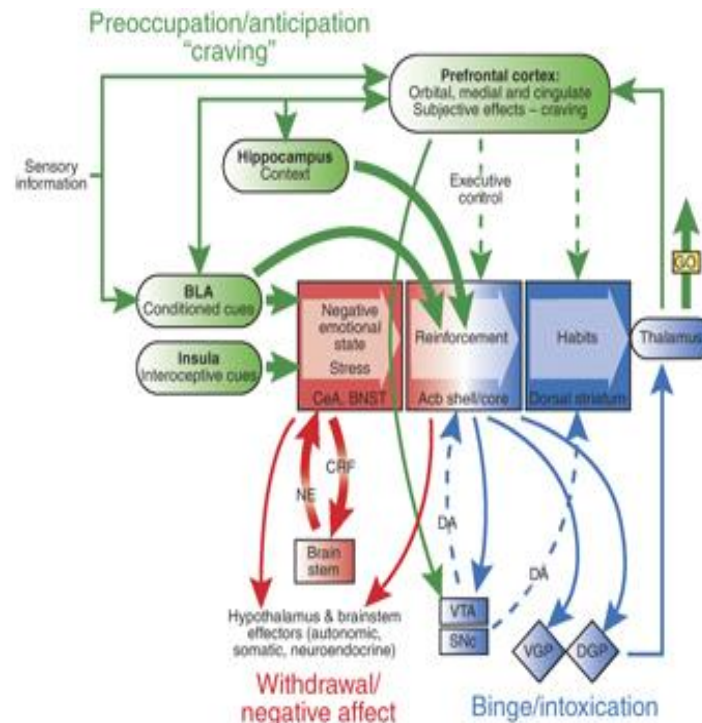 Preoccupation/anticipation
“craving”
Prefrontal cortex:
Orbital, medial and cingulate
Subjective effects – craving
Hippocampus
Context
Sensory
information
Executive
control
GO
BLA
Conditioned cues
Insula
Interoceptive cues
Negative
emotional
state
Stress
CeA, BNST
Reinforcement
Acb shell/core
Habits
Dorsal striatum
Thalamus
NE
CRF
Brain
stem
DA
DA
VTA
SNc
VGP
DGP
Hypothalamus & brainstem
effectors (autonomic,
somatic, neuroendocrine)
Withdrawal/
negative affect
Binge/intoxication